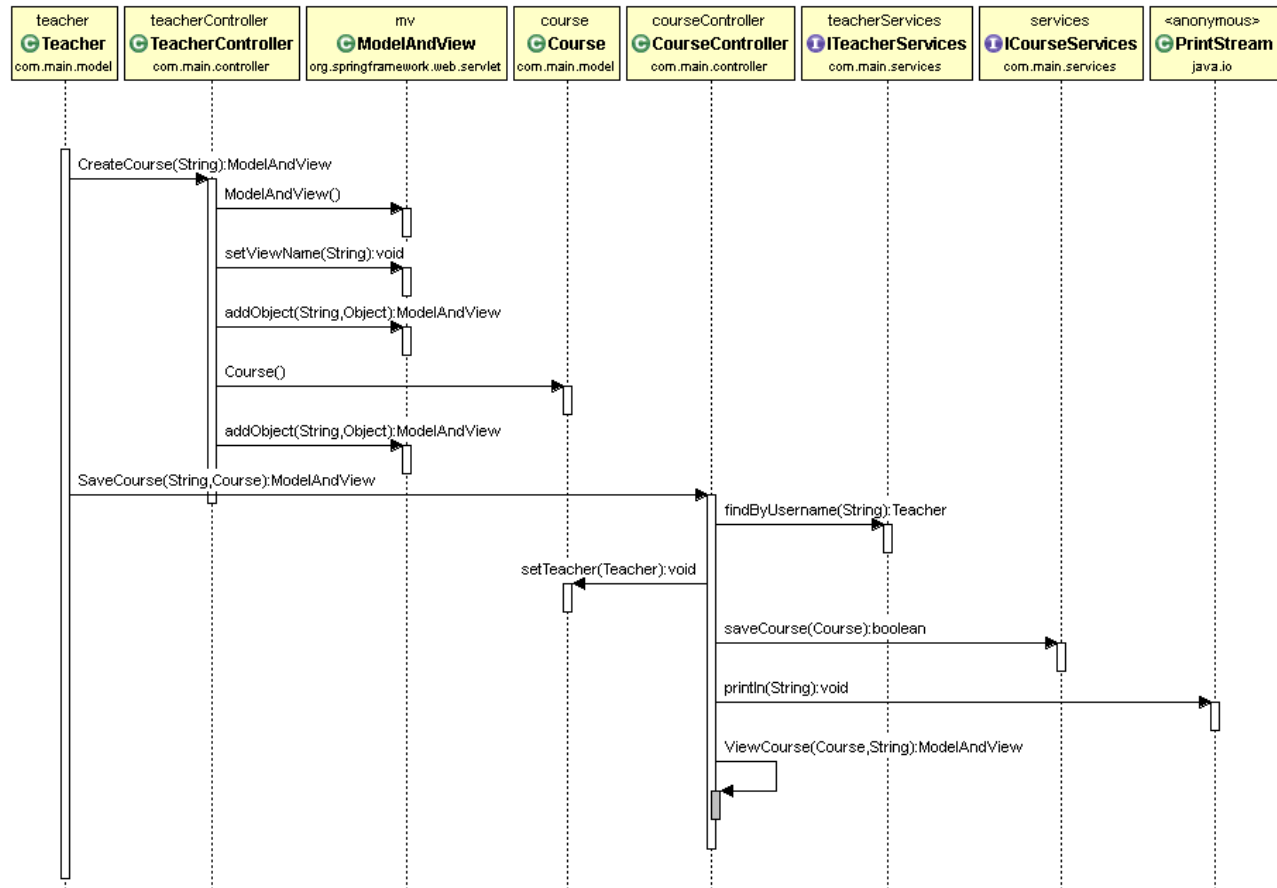 teacher
Teacher
com.main.model
teacherController
TeacherController
com.main.controller
mv
ModelAndView
org.springframework.web.servlet
course
Course
com.main.model
courseController
CourseController
com.main.controller
teacherServices
ITeacherServices
com.main.services
services
ICourseServices
com.main.services
<anonymous>
PrintStream
java.io
CreateCourse(String):ModelAndView
ModelAndView()
setViewName(String):void
addObject(String,Object):ModelAndView
Course()
addObject(String,Object):ModelAndView
SaveCourse(String,Course):ModelAndView
findByUsername(String):Teacher
setTeacher(Teacher):void
saveCourse(Course):boolean
println(String):void
ViewCourse(Course,String):ModelAndView